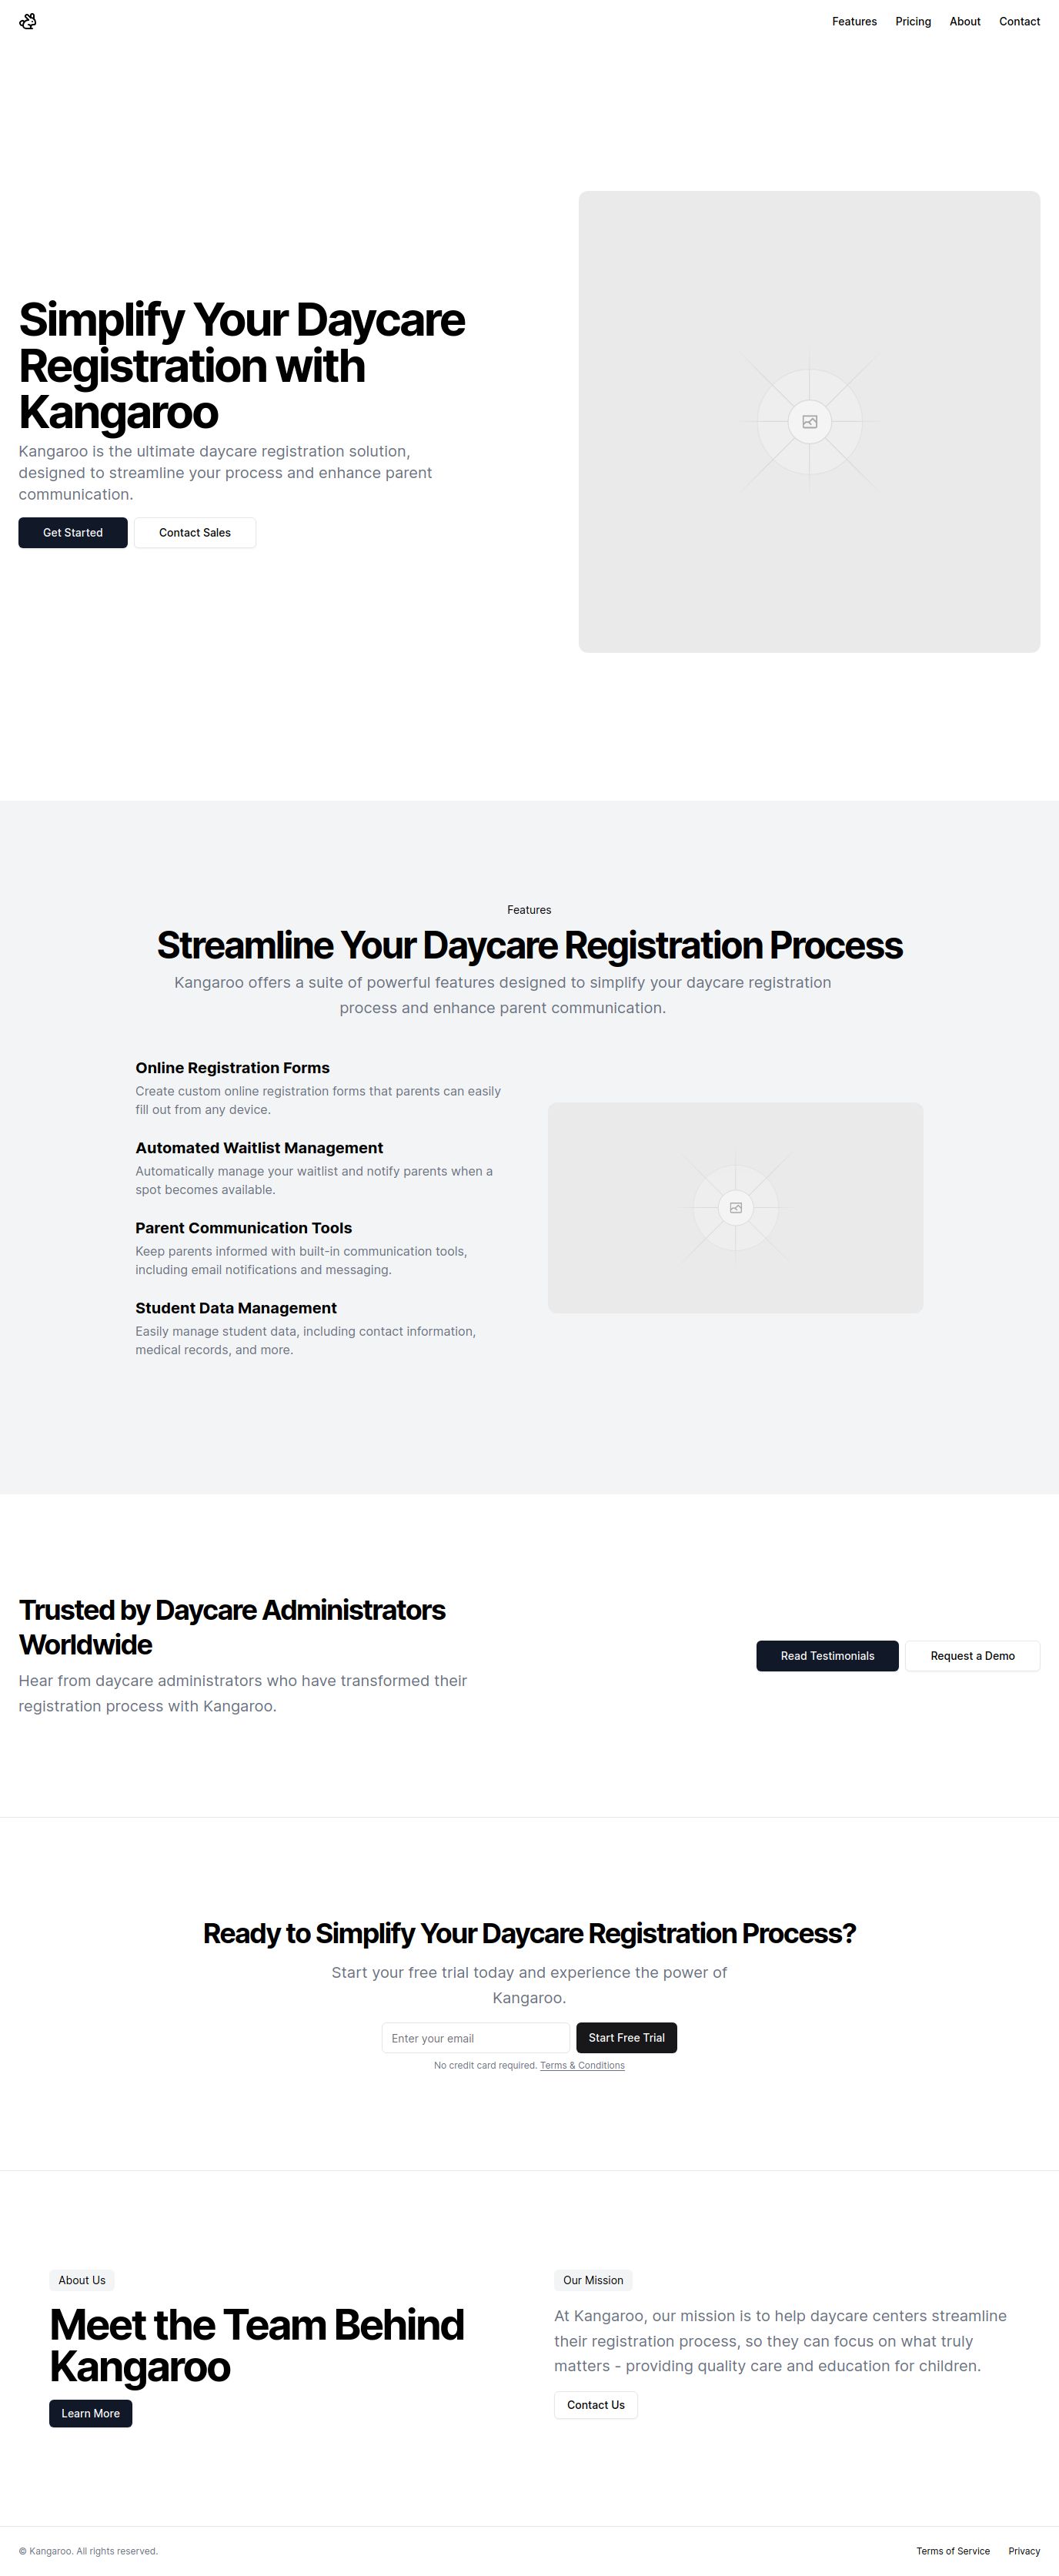 Features Pricing About Contact
Simplify Your Daycare
Registration with
Kangaroo
Kangaroo is the ultimate daycare registration solution,
designed to streamline your process and enhance parent
communication.
Get Started Contact Sales
Features
Streamline Your Daycare Registration Process
Kangaroo offers a suite of powerful features designed to simplify your daycare registration
process and enhance parent communication.
Online Registration Forms
Create custom online registration forms that parents can easily
fill out from any device.
Automated Waitlist Management
Automatically manage your waitlist and notify parents when a
spot becomes available.
Parent Communication Tools
Keep parents informed with built-in communication tools,
including email notifications and messaging.
Student Data Management
Easily manage student data, including contact information,
medical records, and more.
Trusted by Daycare Administrators
Worldwide
Hear from daycare administrators who have transformed their
registration process with Kangaroo.
Read Testimonials Request a Demo
Ready to Simplify Your Daycare Registration Process?
Start your free trial today and experience the power of
Kangaroo.
Enter your email Start Free Trial
No credit card required. Terms & Conditions
About Us
Meet the Team Behind
Kangaroo
Learn More
Our Mission
At Kangaroo, our mission is to help daycare centers streamline
their registration process, so they can focus on what truly
matters - providing quality care and education for children.
Contact Us
© Kangaroo. All rights reserved.
Terms of Service Privacy